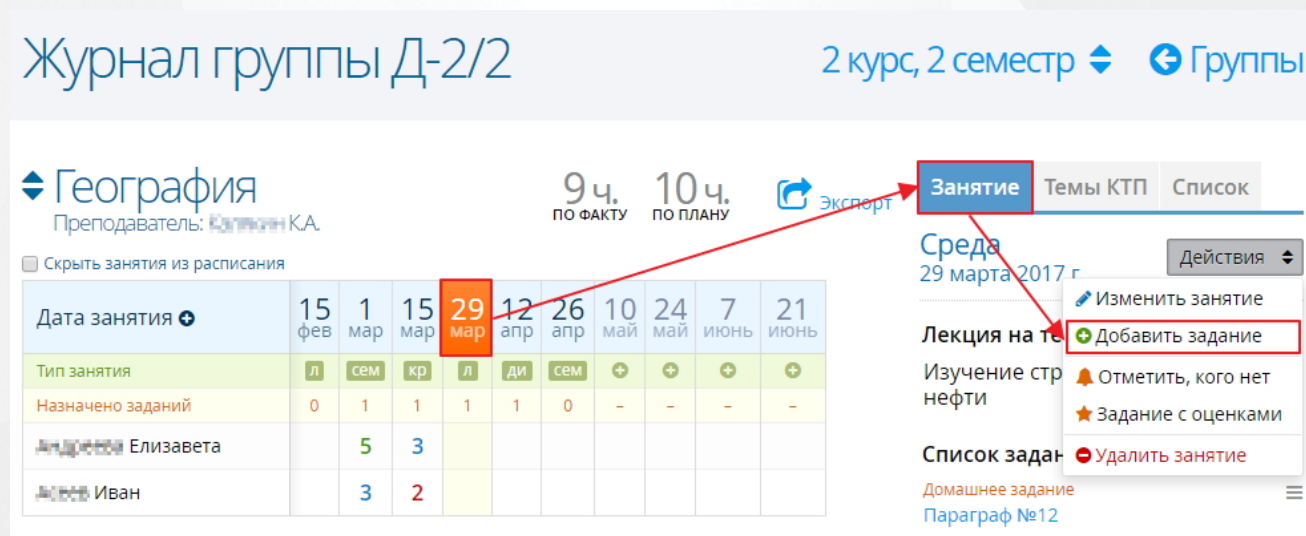 Журнал группы Д-2/2
2 курс, 2 семестр
Группы
География
Преподаватель: К.А.
9 ч.
ПО ФАКТУ
10 ч.
ПО ПЛАНУ
Экспорт
Скрыть занятия из расписания
Дата занятия 15 фев 1 мар 15 мар 29 мар 12 апр 26 апр 10 май 24 май 7 июнь 21 июнь
Тип занятия л сем кр л ди сем
Назначено заданий 0 1 1 1 1 0 – – – –
Елизавета 5 3
Иван 3 2
Занятие Темы КТП Список
Среда
29 марта 2017 г
Действия
Изменить занятие
Добавить задание
Отметить, кого нет
Задание с оценками
Удалить занятие
Лекция на те
Изучение стр
нефти
Список задан
Домашнее задание
Параграф №12